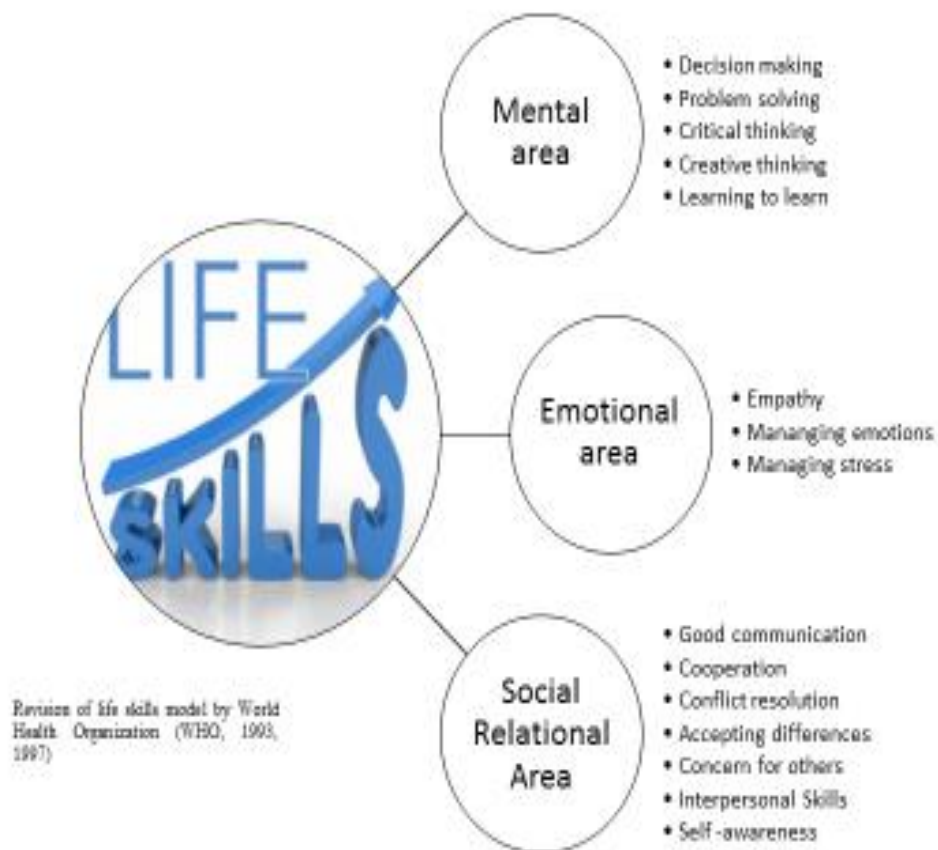 LIFE
SKILLS
Mental
area
• Decision making
• Problem solving
• Critical thinking
• Creative thinking
• Learning to learn
Emotional
area
• Empathy
• Mananging emotions
• Managing stress
Social
Relational
Area
• Good communication
• Cooperation
• Conflict resolution
• Accepting differences
• Concern for others
• Interpersonal Skills
• Self -awareness
Revision of life skills model by World
Health Organization (WHO, 1993,
1997)